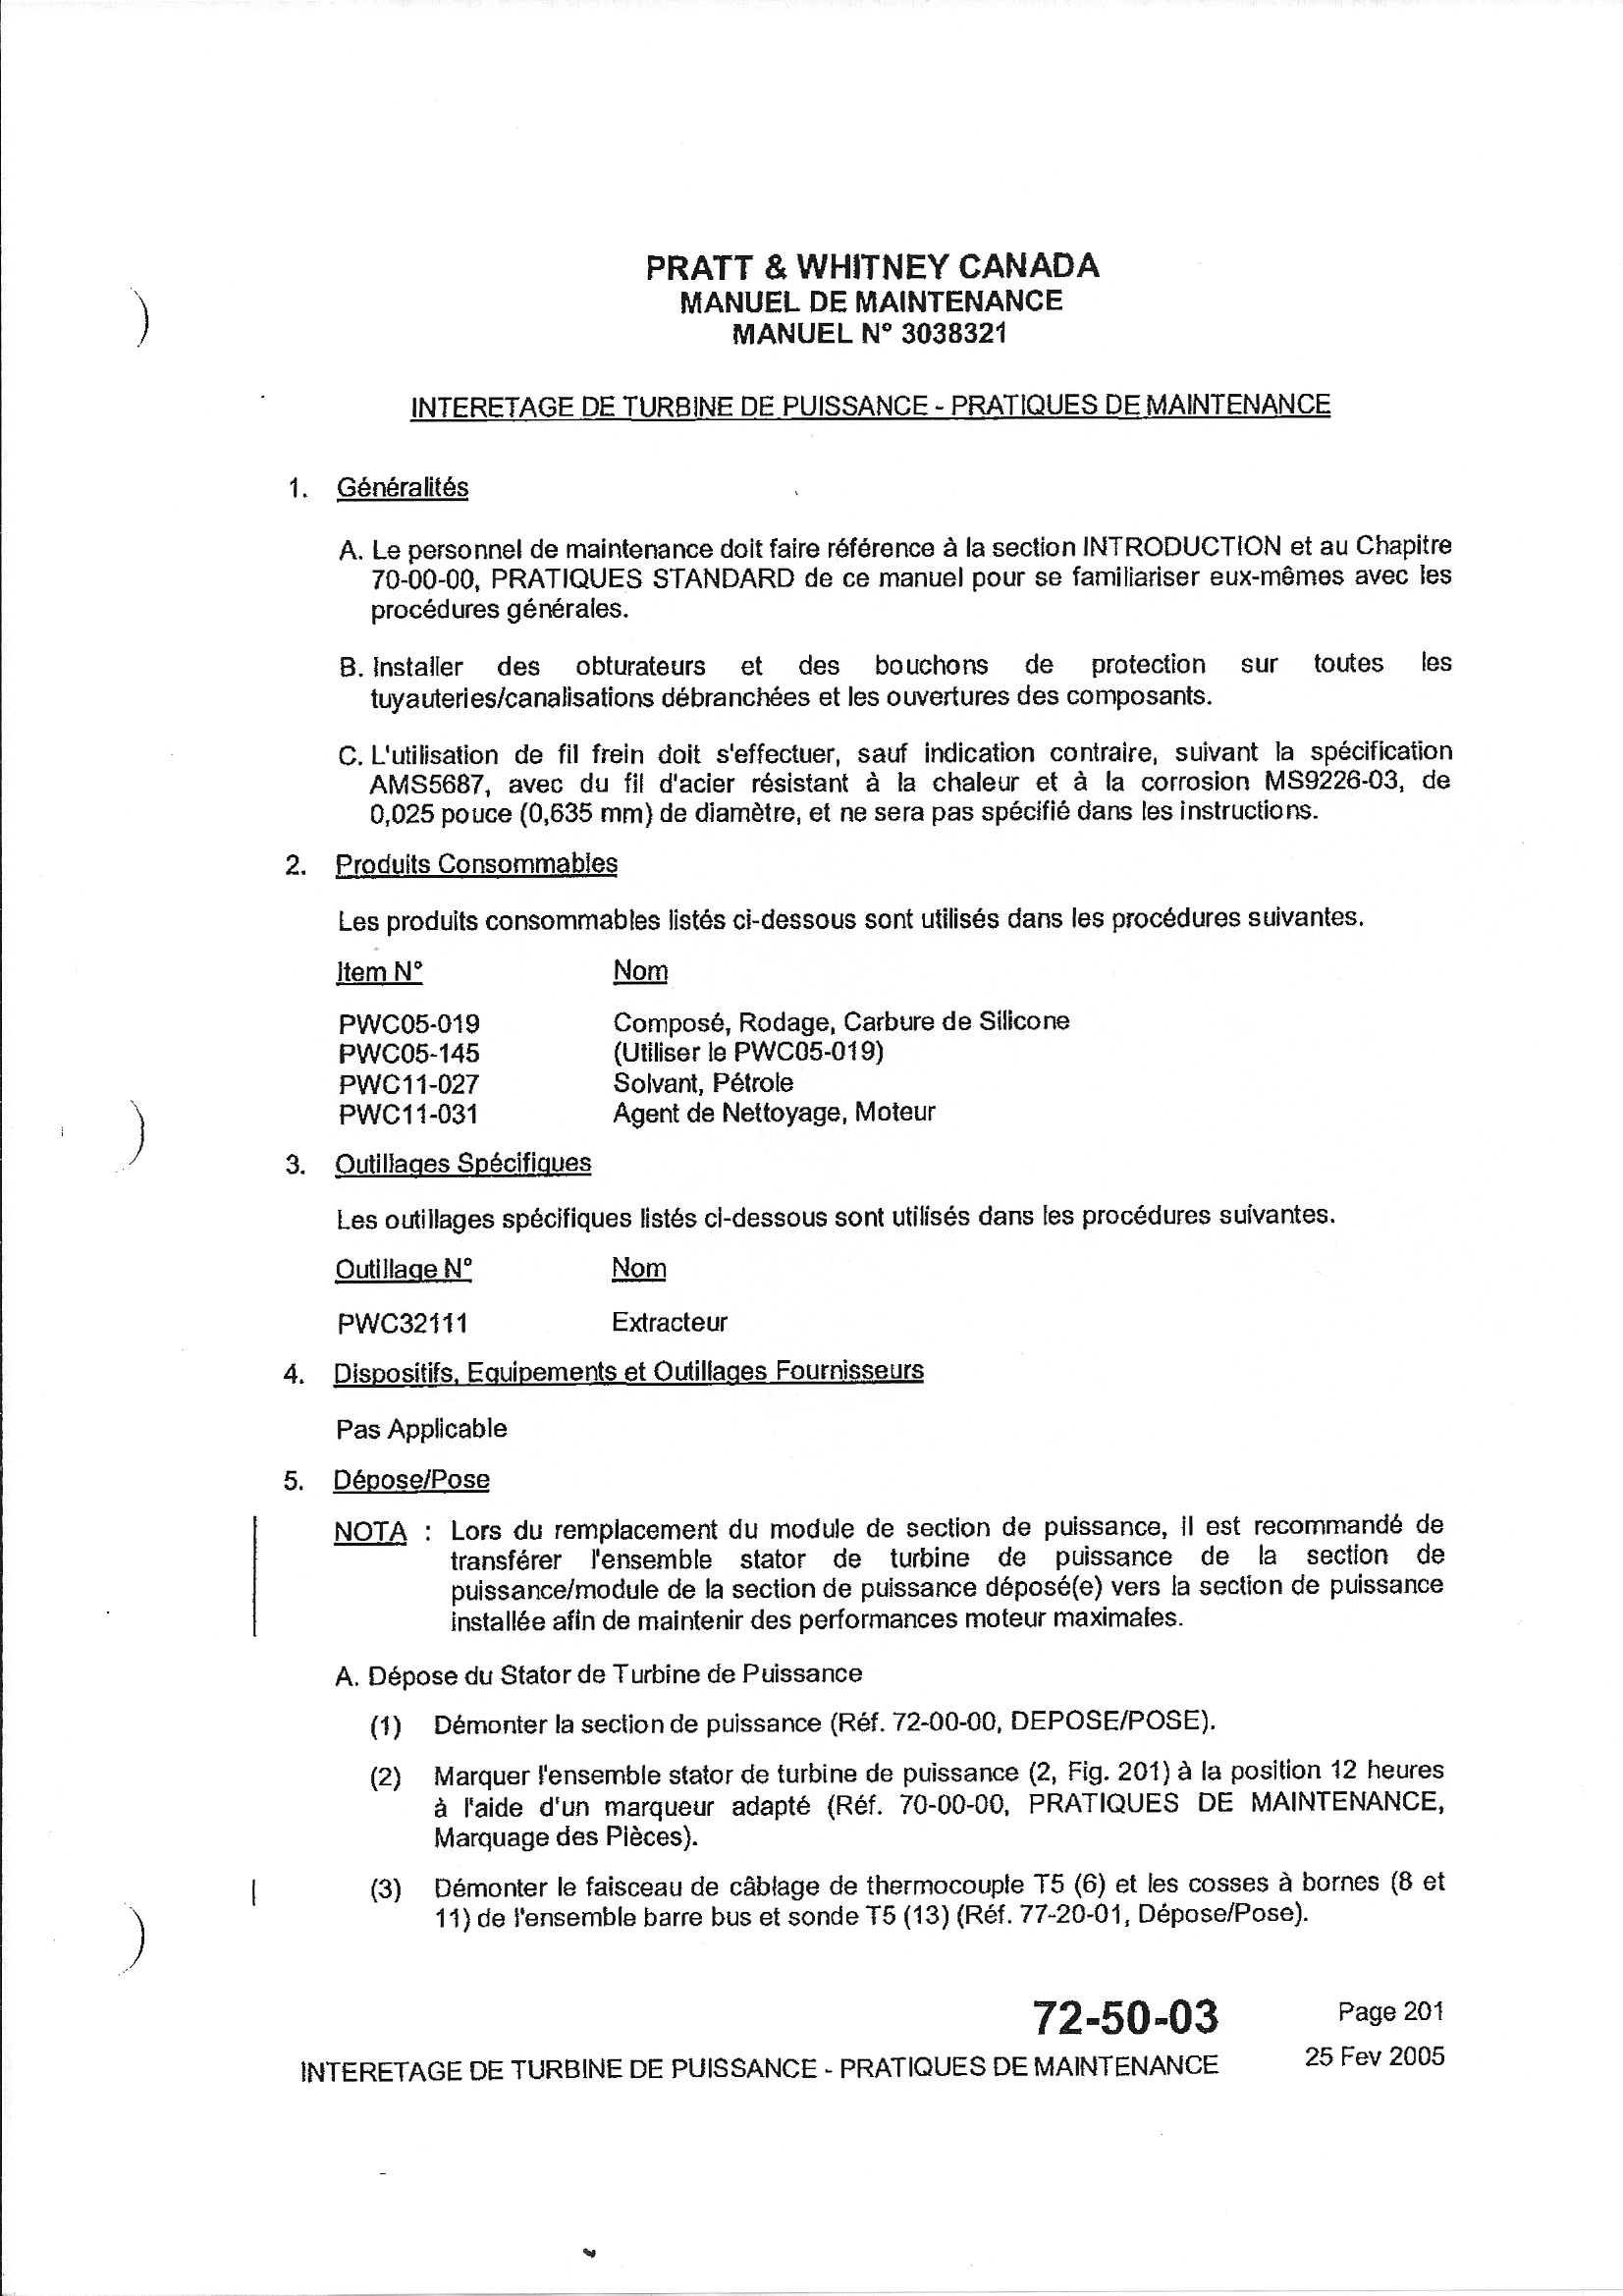 PRATT & WHITNEY CANADA
MANUEL DE MAINTENANCE
MANUEL N° 3038321
INTERETAGE DE TURBINE DE PUISSANCE - PRATIQUES DE MAINTENANCE
1. Généralités
A. Le personnel de maintenance doit faire référence à la section INTRODUCTION et au Chapitre
70-00-00, PRATIQUES STANDARD de ce manuel pour se familiariser eux-mêmes avec les
procédures générales.
B. Installer des obturateurs et des bouchons de protection sur toutes les
tuyauteries/canalisations débranchées et les ouvertures des composants.
C. L'utilisation de fil frein doit s'effectuer, sauf indication contraire, suivant la spécification
AMS5687, avec du fil d'acier résistant à la chaleur et à la corrosion MS9226-03, de
0,025 pouce (0,635 mm) de diamètre, et ne sera pas spécifié dans les instructions.
2. Produits Consommables
Les produits consommables listés ci-dessous sont utilisés dans les procédures suivantes.
Item N° Nom
PWC05-019 Composé, Rodage, Carbure de Silicone
PWC05-145 (Utiliser le PWC05-019)
PWC11-027 Solvant, Pétrole
PWC11-031 Agent de Nettoyage, Moteur
3. Outillages Spécifiques
Les outillages spécifiques listés ci-dessous sont utilisés dans les procédures suivantes.
Outillage N° Nom
PWC32111 Extracteur
4. Dispositifs, Equipements et Outillages Fournisseurs
Pas Applicable
5. Dépose/Pose
NOTA : Lors du remplacement du module de section de puissance, il est recommandé de
transférer l'ensemble stator de turbine de puissance de la section de
puissance/module de la section de puissance déposé(e) vers la section de puissance
installée afin de maintenir des performances moteur maximales.
A. Dépose du Stator de Turbine de Puissance
(1) Démonter la section de puissance (Réf. 72-00-00, DEPOSE/POSE).
(2) Marquer l'ensemble stator de turbine de puissance (2, Fig. 201) à la position 12 heures
à l'aide d'un marqueur adapté (Réf. 70-00-00, PRATIQUES DE MAINTENANCE,
Marquage des Pièces).
(3) Démonter le faisceau de câblage de thermocouple T5 (6) et les cosses à bornes (8 et
11) de l'ensemble barre bus et sonde T5 (13) (Réf. 77-20-01, Dépose/Pose).
72-50-03 Page 201
INTERETAGE DE TURBINE DE PUISSANCE - PRATIQUES DE MAINTENANCE 25 Fev 2005